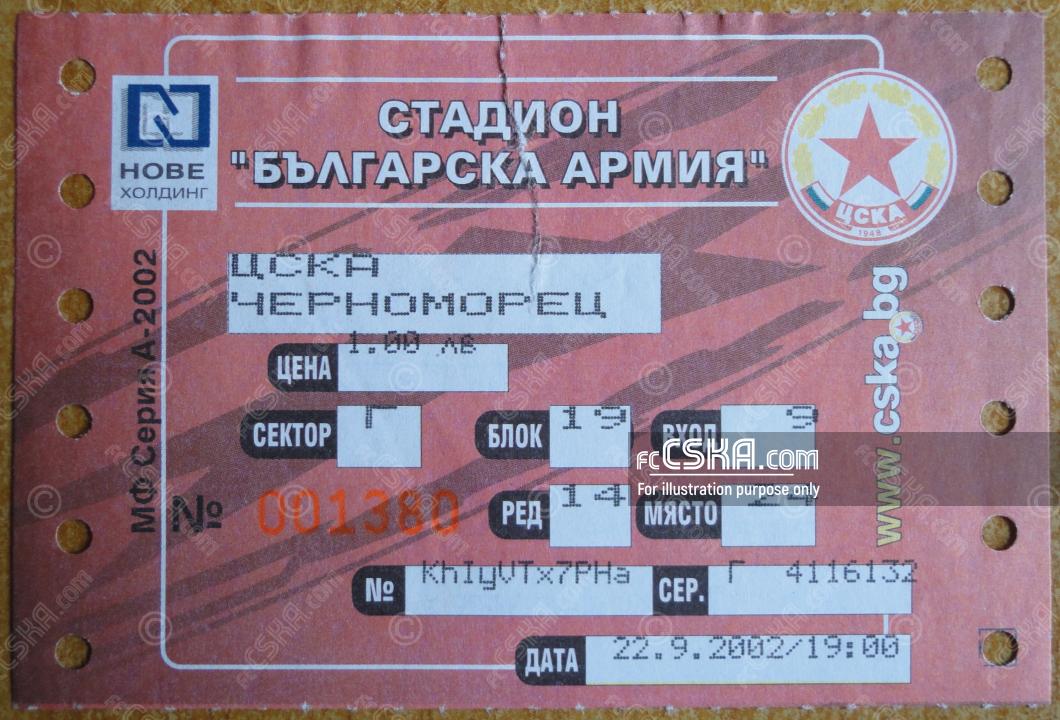 СТАДИОН
"БЪЛГАРСКА АРМИЯ"
НОВЕ
ХОЛДИНГ
ЦСКА
1948
МФ Серия А-2002
ЦСКА
ЧЕРНОМОРЕЦ
ЦЕНА 1.00 лв
СЕКТОР Г БЛОК 19 ВХОД 9
fcCSKA.com
For illustration purpose only
№ 001380 РЕД 14 МЯСТО
№ KhIyVTx7PHa СЕР. Г 4116132
ДАТА 22.9.2002/19:00
www.cska.bg